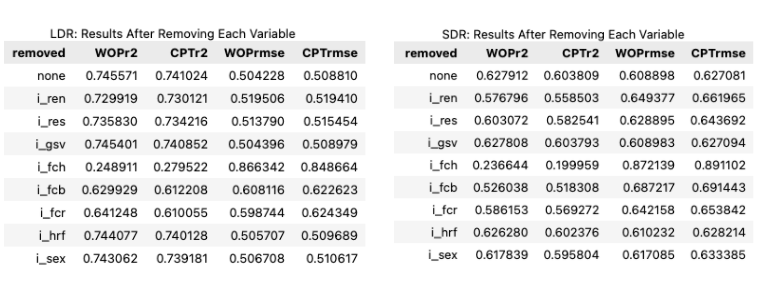 LDR: Results After Removing Each Variable
removed WOPr2 CPTr2 WOPrmse CPTrmse
none 0.745571 0.741024 0.504228 0.508810
i_ren 0.729919 0.730121 0.519506 0.519410
i_res 0.735830 0.734216 0.513790 0.515454
i_gsv 0.745401 0.740852 0.504396 0.508979
i_fch 0.248911 0.279522 0.866342 0.848664
i_fcb 0.629929 0.612208 0.608116 0.622623
i_fcr 0.641248 0.610055 0.598744 0.624349
i_hrf 0.744077 0.740128 0.505707 0.509689
i_sex 0.743062 0.739181 0.506708 0.510617
SDR: Results After Removing Each Variable
removed WOPr2 CPTr2 WOPrmse CPTrmse
none 0.627912 0.603809 0.608898 0.627081
i_ren 0.576796 0.558503 0.649377 0.661965
i_res 0.603072 0.582541 0.628895 0.643692
i_gsv 0.627808 0.603793 0.608983 0.627094
i_fch 0.236644 0.199959 0.872139 0.891102
i_fcb 0.526038 0.518308 0.687217 0.691443
i_fcr 0.586153 0.569272 0.642158 0.653842
i_hrf 0.626280 0.602376 0.610232 0.628214
i_sex 0.617839 0.595804 0.617085 0.633385